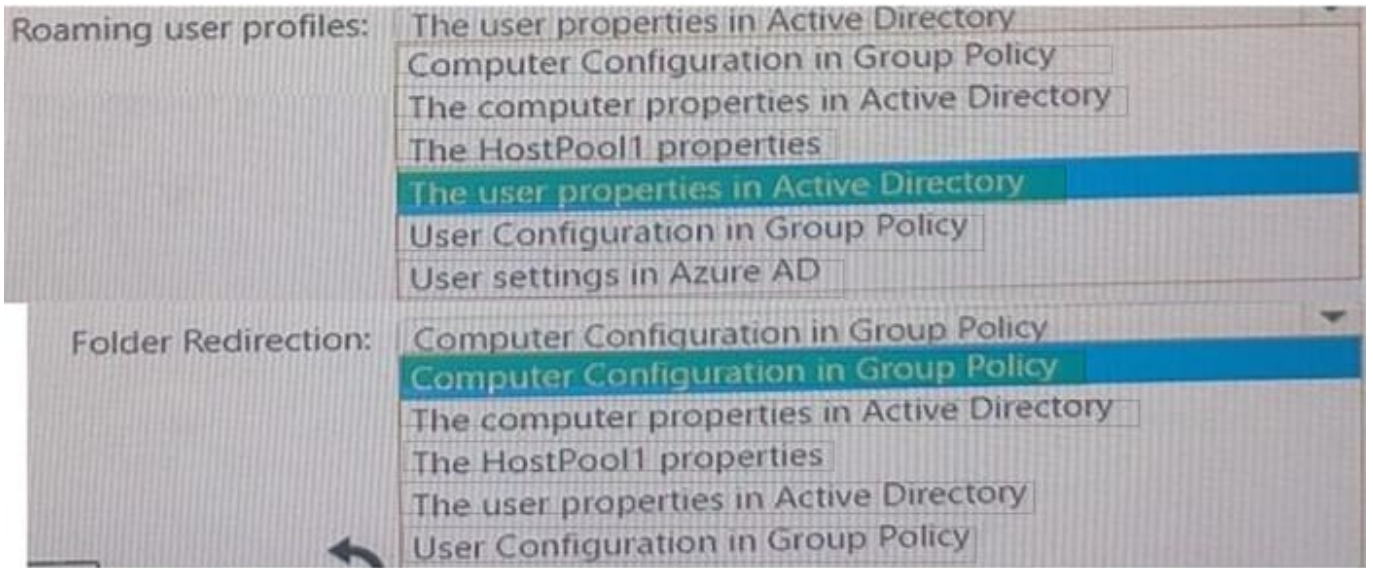 Roaming user profiles: The user properties in Active Directory
Computer Configuration in Group Policy
The computer properties in Active Directory
The HostPool1 properties
The user properties in Active Directory
User Configuration in Group Policy
User settings in Azure AD
Folder Redirection: Computer Configuration in Group Policy
Computer Configuration in Group Policy
The computer properties in Active Directory
The HostPool1 properties
The user properties in Active Directory
User Configuration in Group Policy